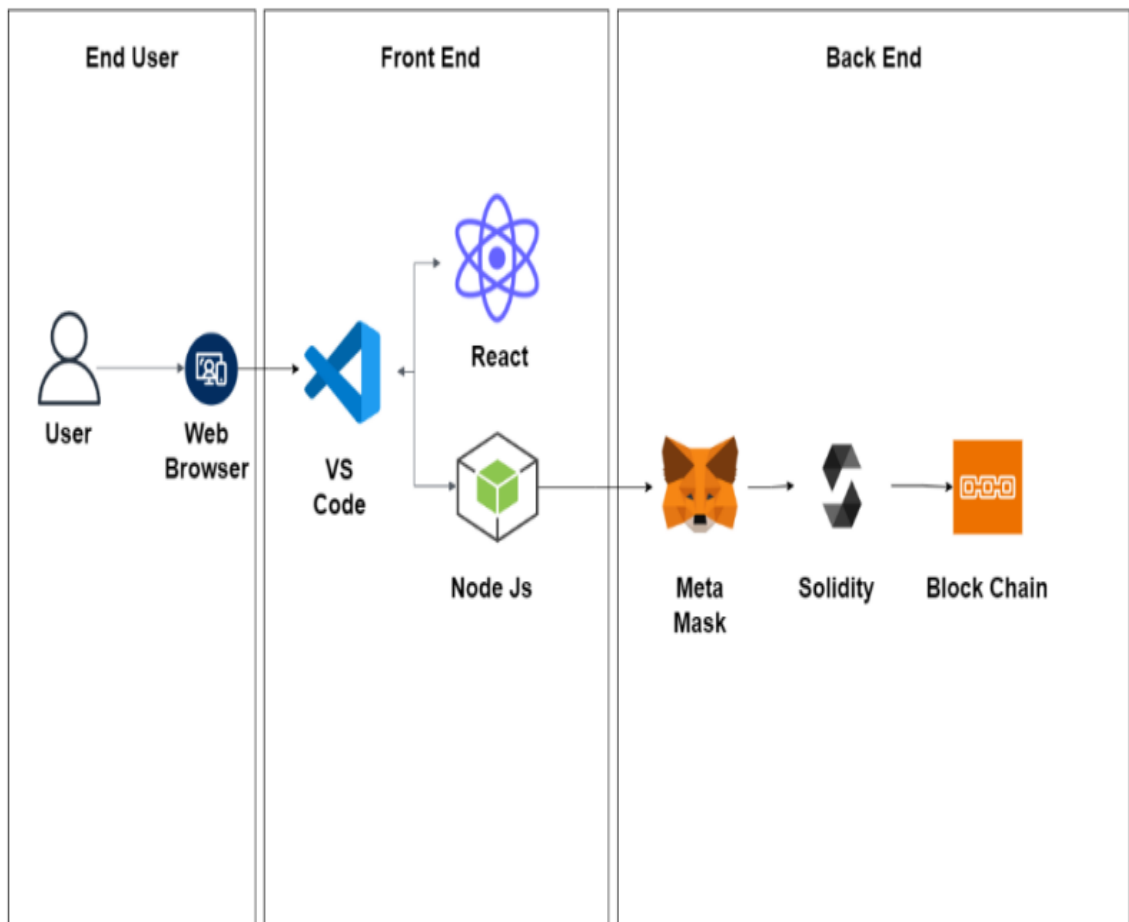 End User
Front End
Back End
React
User
Web
Browser
VS
Code
Node Js
Meta
Mask
Solidity
Block Chain